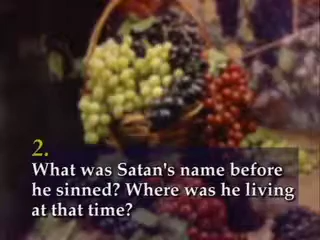 2.
What was Satan's name before
he sinned? Where was he living
at that time?